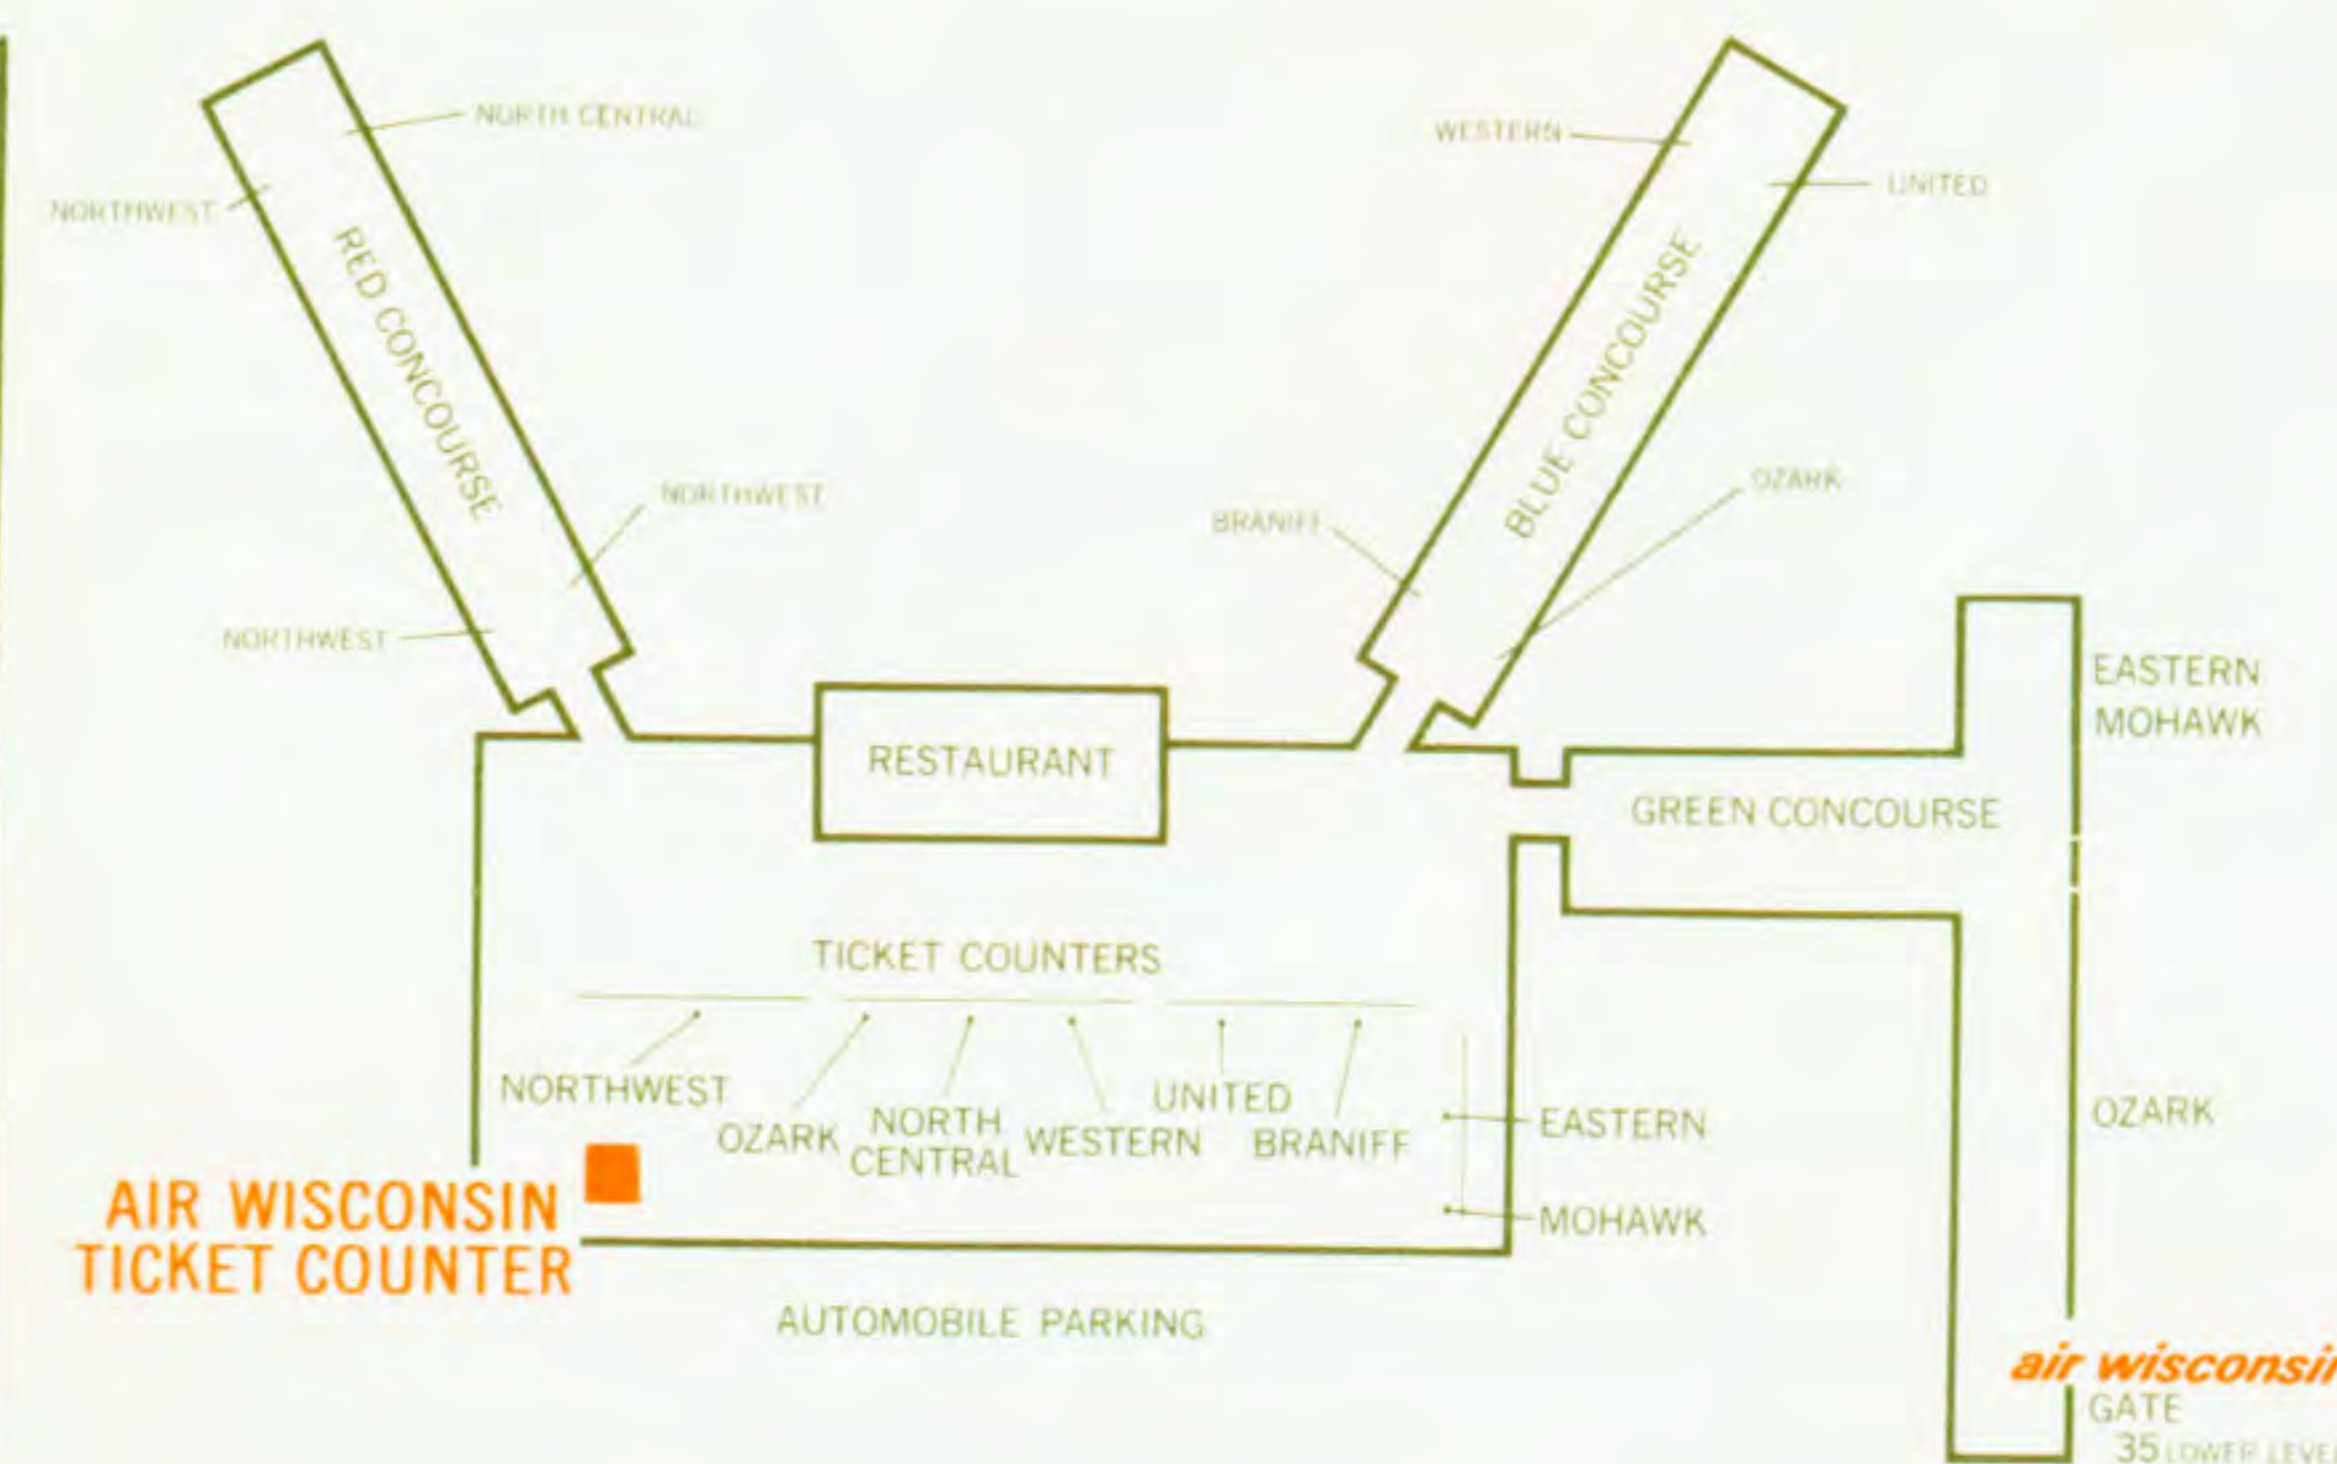 NORTH CENTRAL
WESTERN
UNITED
NORTHWEST
RED CONCOURSE
BLUE CONCOURSE
NORTHWEST
OZARK
BRANIFF
NORTHWEST
EASTERN
MOHAWK
RESTAURANT
GREEN CONCOURSE
TICKET COUNTERS
NORTHWEST
OZARK
NORTH
CENTRAL
WESTERN
UNITED
BRANIFF
EASTERN
MOHAWK
OZARK
AIR WISCONSIN
TICKET COUNTER
AUTOMOBILE PARKING
air wisconsin
GATE
35 LOWER LEVEL